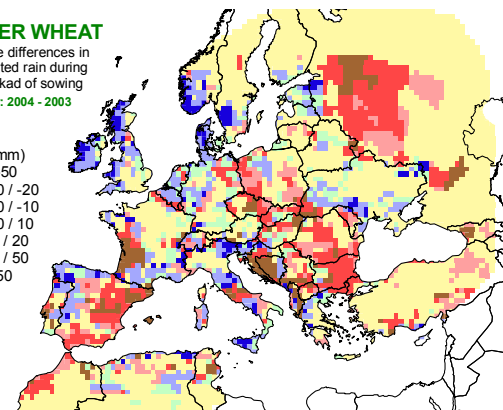 ER WHEAT
e differences in
ted rain during
kad of sowing
: 2004 - 2003
mm)
50
0 / -20
0 / -10
0 / 10
/ 20
/ 50
50